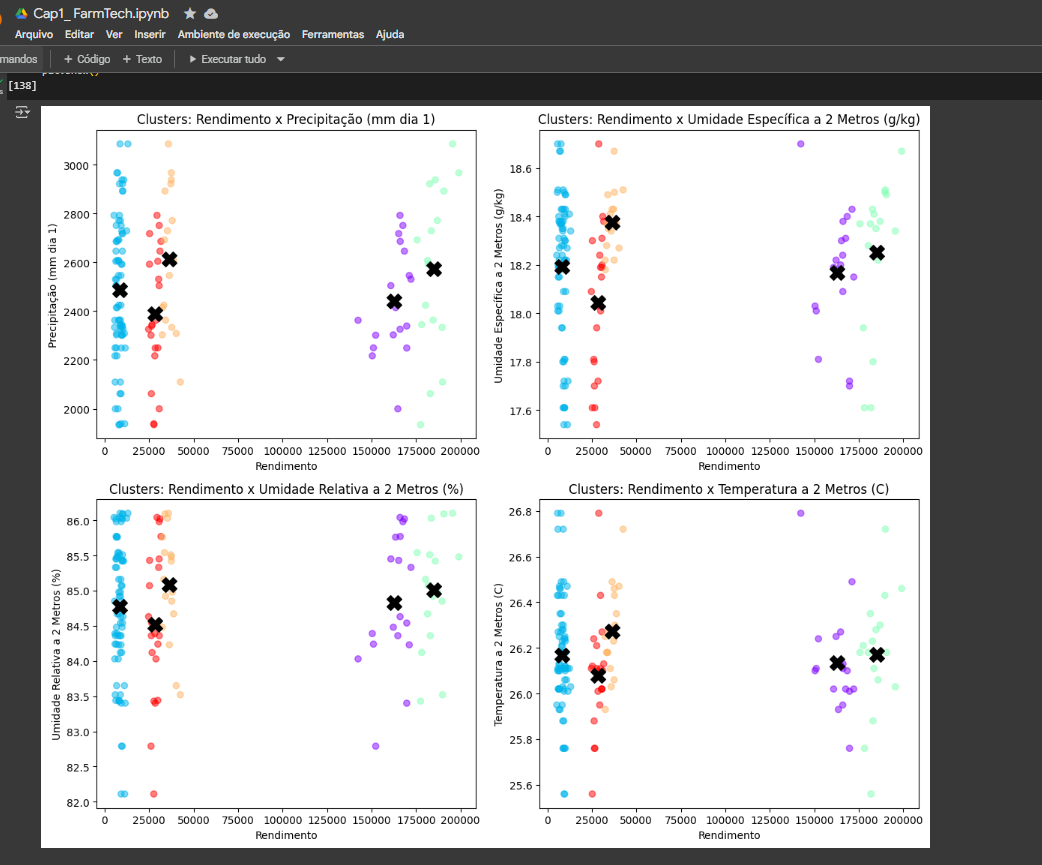 Cap1_ FarmTech.ipynb
Arquivo Editar Ver Inserir Ambiente de execução Ferramentas Ajuda
mandos + Código + Texto Executar tudo
[138]
Clusters: Rendimento x Precipitação (mm dia 1)
Precipitação (mm dia 1)
3000
2800
2600
2400
2200
2000
0 25000 50000 75000 100000 125000 150000 175000 200000
Rendimento
Clusters: Rendimento x Umidade Específica a 2 Metros (g/kg)
Umidade Específica a 2 Metros (g/kg)
18.6
18.4
18.2
18.0
17.8
17.6
0 25000 50000 75000 100000 125000 150000 175000 200000
Rendimento
Clusters: Rendimento x Umidade Relativa a 2 Metros (%)
Umidade Relativa a 2 Metros (%)
86.0
85.5
85.0
84.5
84.0
83.5
83.0
82.5
82.0
0 25000 50000 75000 100000 125000 150000 175000 200000
Rendimento
Clusters: Rendimento x Temperatura a 2 Metros (C)
Temperatura a 2 Metros (C)
26.8
26.6
26.4
26.2
26.0
25.8
25.6
0 25000 50000 75000 100000 125000 150000 175000 200000
Rendimento